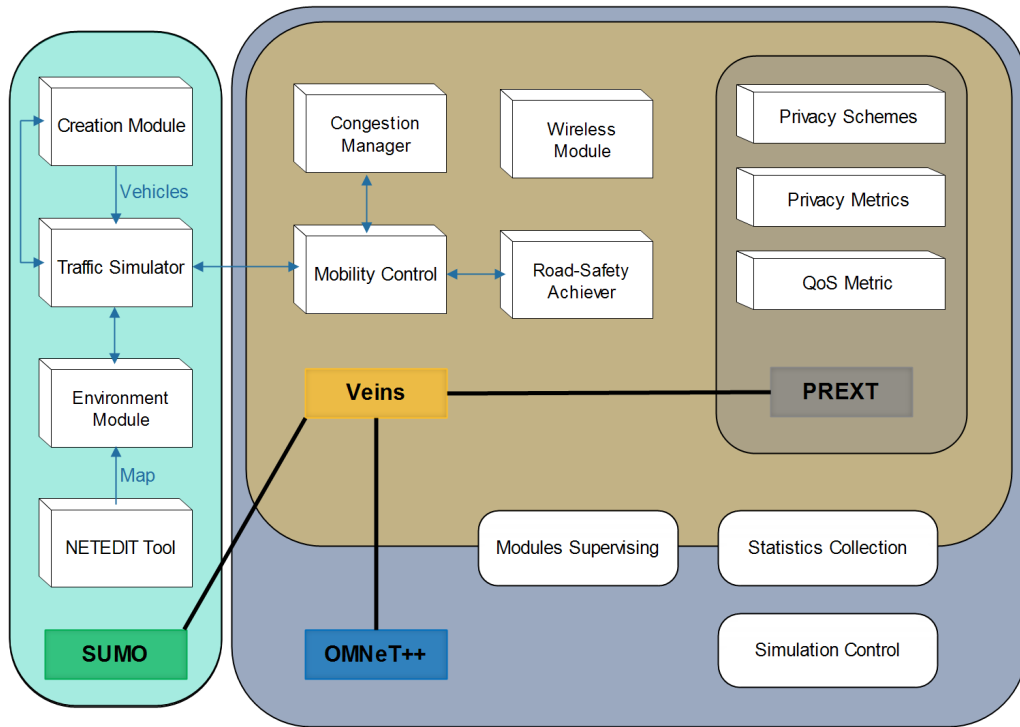 Creation Module
Vehicles
Traffic Simulator
Environment
Module
Map
NETEDIT Tool
SUMO
Congestion
Manager
Wireless
Module
Mobility Control
Road-Safety
Achiever
Veins
OMNeT++
Privacy Schemes
Privacy Metrics
QoS Metric
PREXT
Modules Supervising
Statistics Collection
Simulation Control